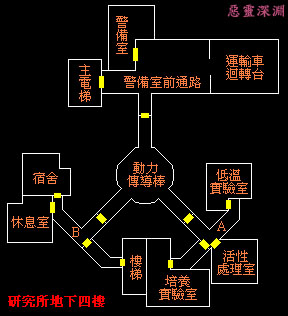 惡靈深淵
警備室
運輸車
迴轉台
主電梯
警備室前通路
動力
傳導棒
宿舍
低溫
實驗室
休息室
B
A
樓梯
培養
實驗室
活性
處理室
研究所地下四樓